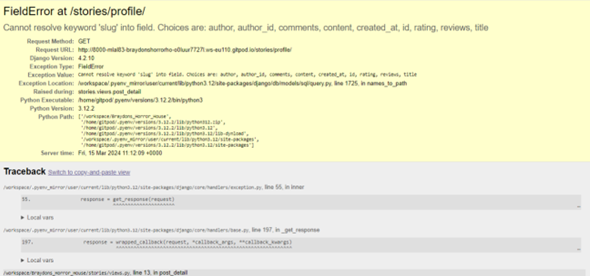 FieldError at /stories/profile/
Cannot resolve keyword 'slug' into field. Choices are: author, author_id, comments, content, created_at, id, rating, reviews, title
Request Method: GET
Request URL: http://8000-mlal83-braydonshorrorho-
Django Version: 4.2.10
Exception Type: FieldError
Exception Value: Cannot resolve keyword 'slug' into field. Choices are: author, author_id, comments, content, created_at, id, rating, reviews, title
Exception Location: /workspace/.pyenv_mirror/user/current/lib/python3.12/site-packages/django/db/models/sql/query.py, line 1725, in names_to_path
Raised during: stories.views.post_detail
Python Executable: /home/gitpod/.pyenv/versions/3.12.2/bin/python3
Python Version: 3.12.2
Python Path: ['/workspace/Braydons_Horror_House',
'/home/gitpod/.pyenv/versions/3.12.2/lib/python312.zip',
'/home/gitpod/.pyenv/versions/3.12.2/lib/python3.12',
'/home/gitpod/.pyenv/versions/3.12.2/lib/python3.12/lib-dynload',
'/workspace/.pyenv_mirror/user/current/lib/python3.12/site-packages',
'/home/gitpod/.pyenv/versions/3.12.2/lib/python3.12/site-packages']
Server time: Fri, 15 Mar 2024 11:12:09 +0000
Traceback Switch to copy-and-paste view
/workspace/.pyenv_mirror/user/current/lib/python3.12/site-packages/django/core/handlers/exception.py, line 55, in inner
55. response = get_response(request)
^^^^^^^^^^^^^^^^^^^^^
▶ Local vars
/workspace/.pyenv_mirror/user/current/lib/python3.12/site-packages/django/core/handlers/base.py, line 197, in _get_response
197. response = wrapped_callback(request, *callback_args, **callback_kwargs)
^^^^^^^^^^^^^^^^^^^^^^^^^^^^^^^^^^^^^^^^^^^^^^^^^^^^^^^^^
▶ Local vars
/workspace/Braydons_Horror_House/stories/views.py, line 13, in post_detail